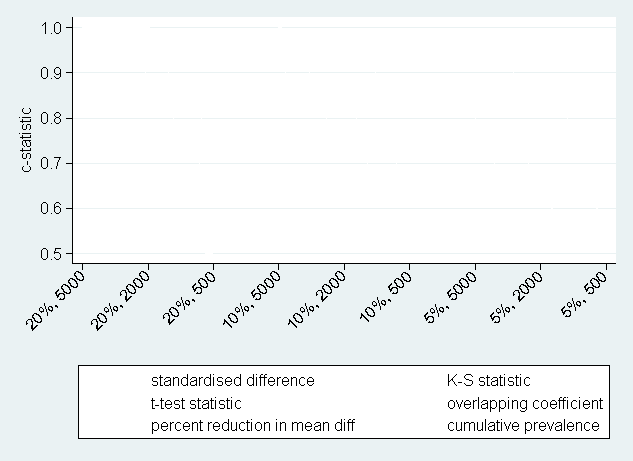 1.0
0.9
0.8
0.7
0.6
0.5
c-statistic
20%, 5000
20%, 2000
20%, 500
10%, 5000
10%, 2000
10%, 500
5%, 5000
5%, 2000
5%, 500
standardised difference
K-S statistic
t-test statistic
overlapping coefficient
percent reduction in mean diff
cumulative prevalence